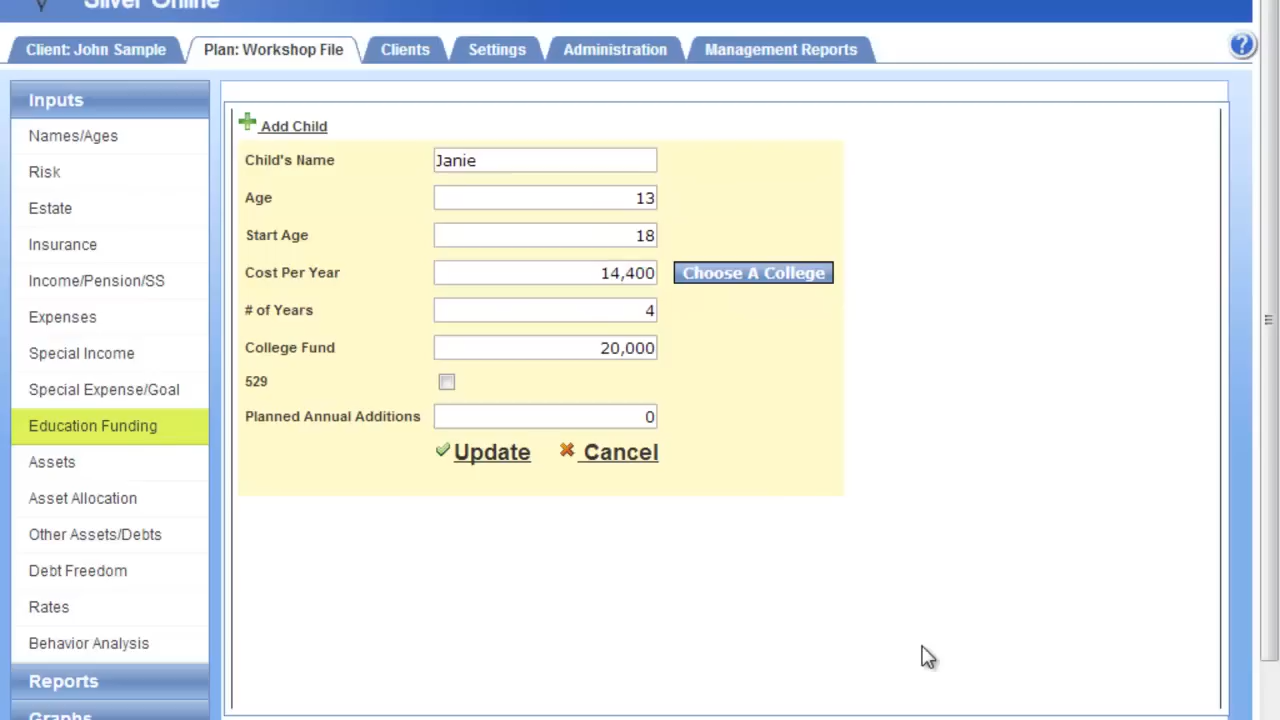 Silver Online
Client: John Sample
Plan: Workshop File
Clients
Settings
Administration
Management Reports
?
Inputs
Names/Ages
Risk
Estate
Insurance
Income/Pension/SS
Expenses
Special Income
Special Expense/Goal
Education Funding
Assets
Asset Allocation
Other Assets/Debts
Debt Freedom
Rates
Behavior Analysis
Reports
Graphs
Add Child
Child's Name Janie
Age 13
Start Age 18
Cost Per Year 14,400 Choose A College
# of Years 4
College Fund 20,000
529
Planned Annual Additions 0
Update Cancel